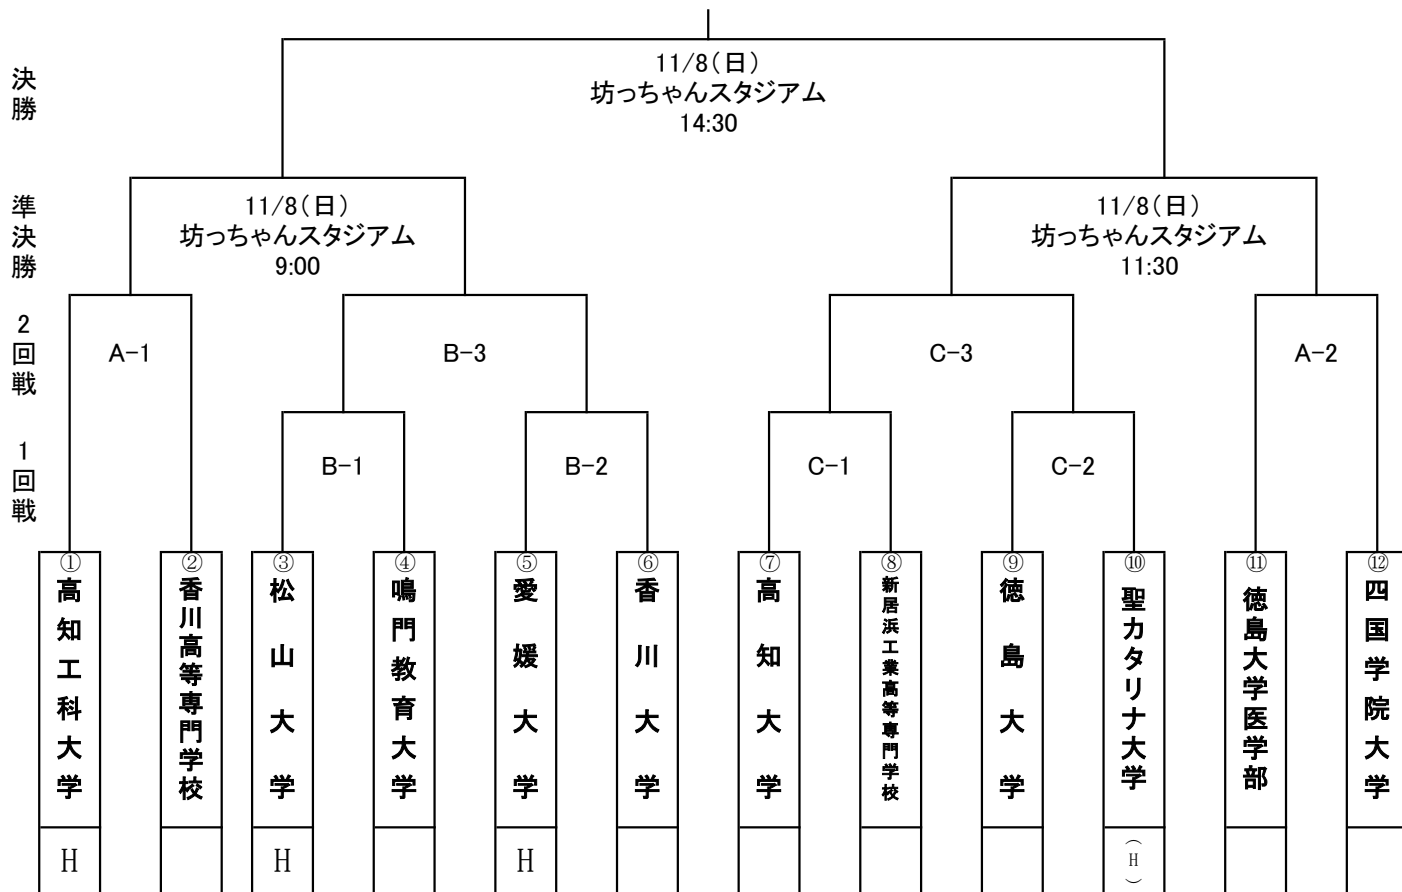 11/8(日)
坊っちゃんスタジアム
14:30
決勝
準決勝
11/8(日)
坊っちゃんスタジアム
9:00
11/8(日)
坊っちゃんスタジアム
11:30
2回戦
A-1
B-3
C-3
A-2
1回戦
B-1
B-2
C-1
C-2
①高知工科大学
②香川高等専門学校
③松山大学
④鳴門教育大学
⑤愛媛大学
⑥香川大学
⑦高知大学
⑧新居浜工業高等専門学校
⑨徳島大学
⑩聖カタリナ大学
⑪徳島大学医学部
⑫四国学院大学
H
H
H
(H)